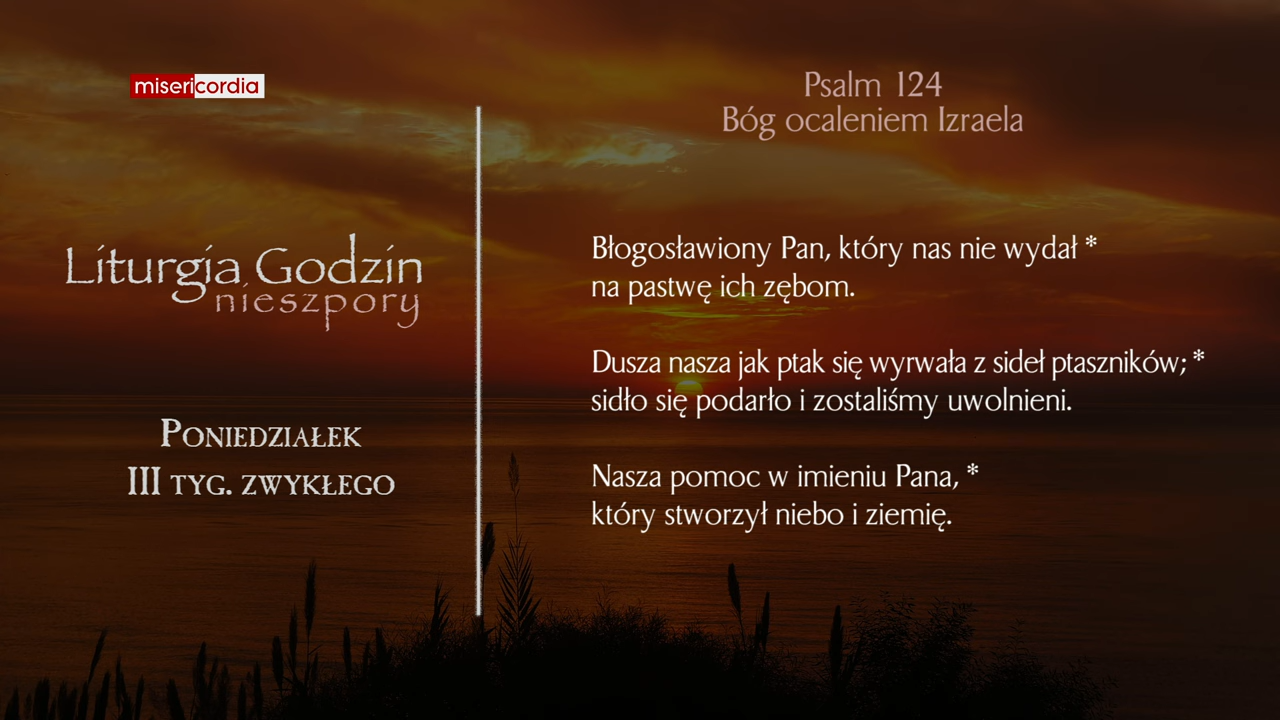 misericordia
Liturgia Godzin
nieszpory
Poniedziałek
III tyg. zwykłego
Psalm 124
Bóg ocaleniem Izraela
Błogosławiony Pan, który nas nie wydał *
na pastwę ich zębom.
Dusza nasza jak ptak się wyrwała z sideł ptaszników; *
sidło się podarło i zostaliśmy uwolnieni.
Nasza pomoc w imieniu Pana, *
który stworzył niebo i ziemię.